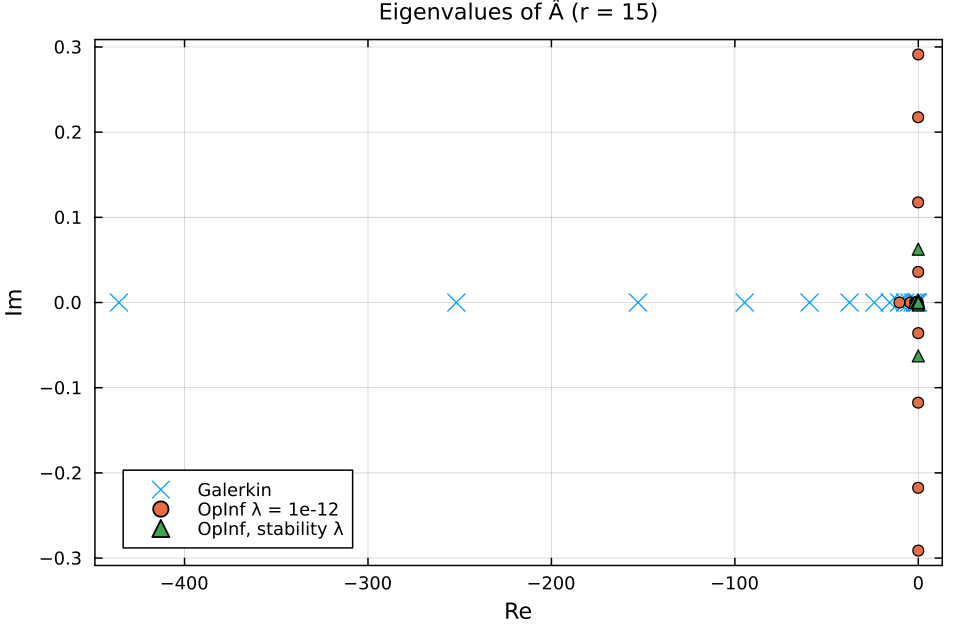 Eigenvalues of Â (r = 15)
0.3
0.2
0.1
0.0
−0.1
−0.2
−0.3
Im
Galerkin
OpInf λ = 1e-12
OpInf, stability λ
−400
−300
−200
−100
0
Re